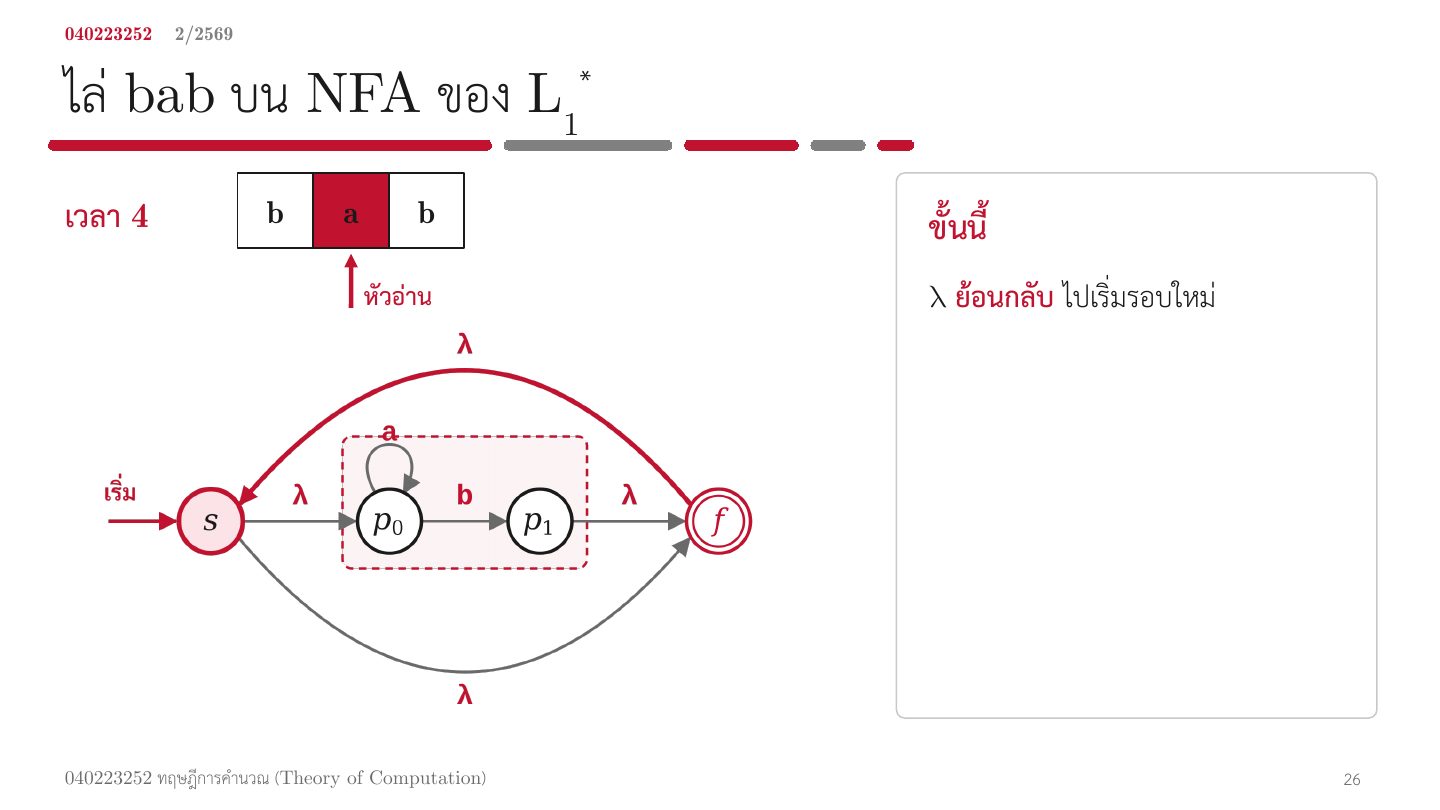 040223252 2/2569
ไล่ bab บน NFA ของ L₁*
เวลา 4
b a b
หัวอ่าน
ขั้นนี้
λ ย้อนกลับ ไปเริ่มรอบใหม่
λ
a
เริ่ม
λ
b
λ
s
p₀
p₁
f
λ
040223252 ทฤษฎีการคำนวณ (Theory of Computation)
26